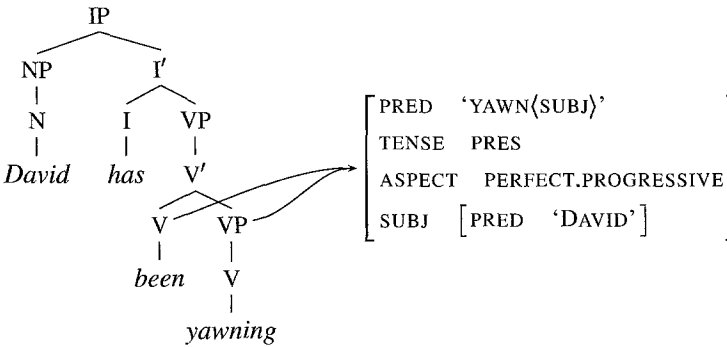 IP
NP I′
N I VP
David has V′
V VP
been V
yawning
PRED ‘YAWN⟨SUBJ⟩’
TENSE PRES
ASPECT PERFECT.PROGRESSIVE
SUBJ [PRED ‘DAVID’]